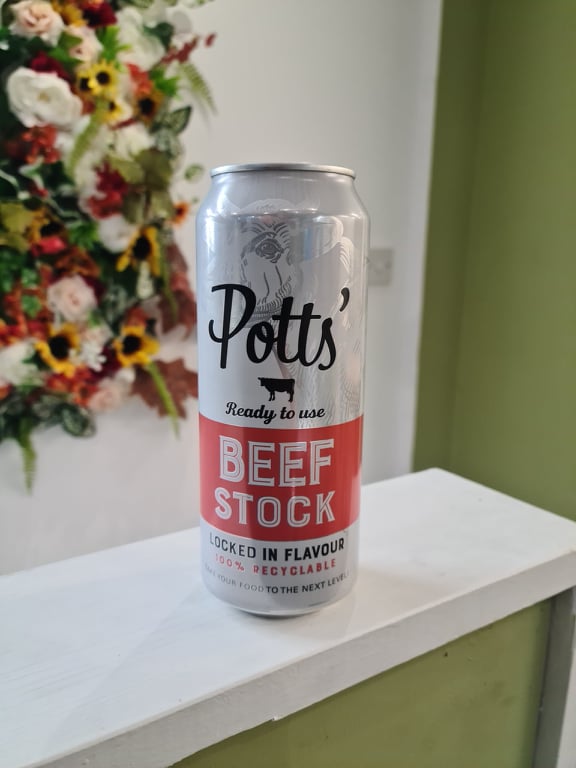 Potts'
Ready to use
BEEF
STOCK
LOCKED IN FLAVOUR
100% RECYCLABLE
YOUR FOOD TO THE NEXT LEVEL